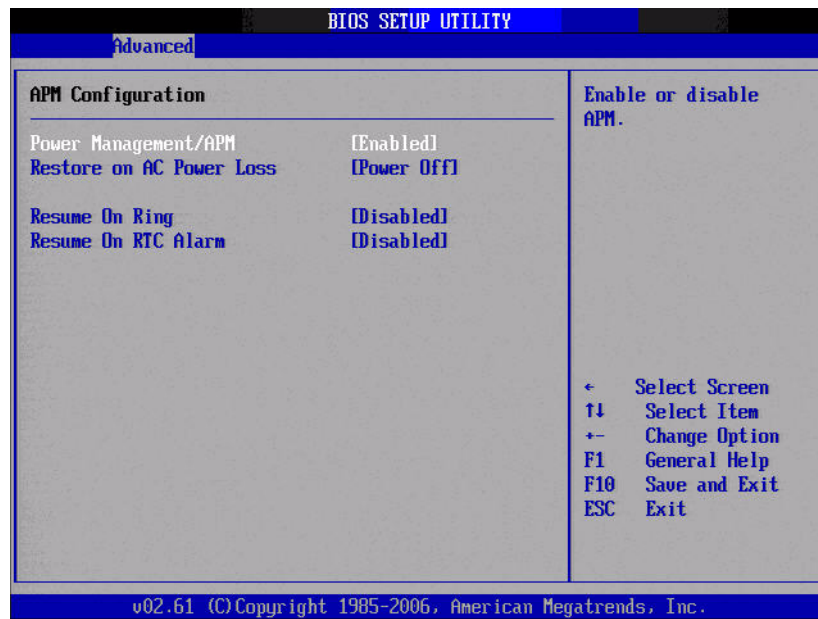 BIOS SETUP UTILITY
Advanced
APM Configuration
Power Management/APM [Enabled]
Restore on AC Power Loss [Power Off]
Resume On Ring [Disabled]
Resume On RTC Alarm [Disabled]
Enable or disable
APM.
← Select Screen
↑↓ Select Item
+- Change Option
F1 General Help
F10 Save and Exit
ESC Exit
v02.61 (C)Copyright 1985-2006, American Megatrends, Inc.